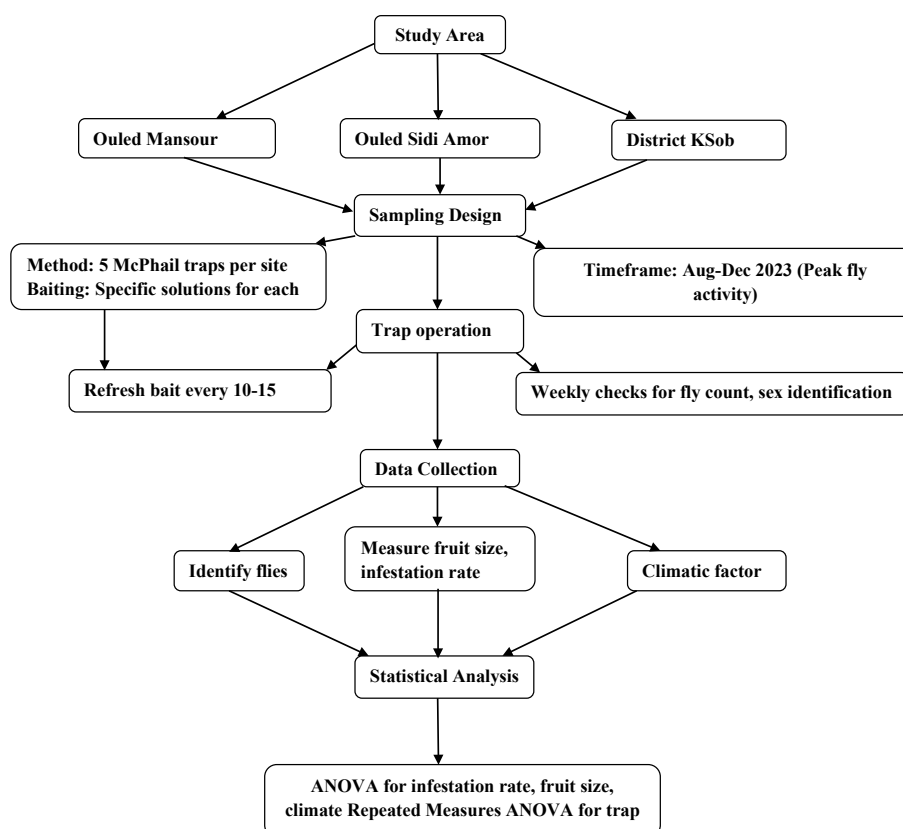 Study Area
Ouled Mansour
Ouled Sidi Amor
District KSob
Sampling Design
Method: 5 McPhail traps per site
Baiting: Specific solutions for each
Timeframe: Aug-Dec 2023 (Peak fly
activity)
Trap operation
Refresh bait every 10-15
Weekly checks for fly count, sex identification
Data Collection
Identify flies
Measure fruit size,
infestation rate
Climatic factor
Statistical Analysis
ANOVA for infestation rate, fruit size,
climate Repeated Measures ANOVA for trap